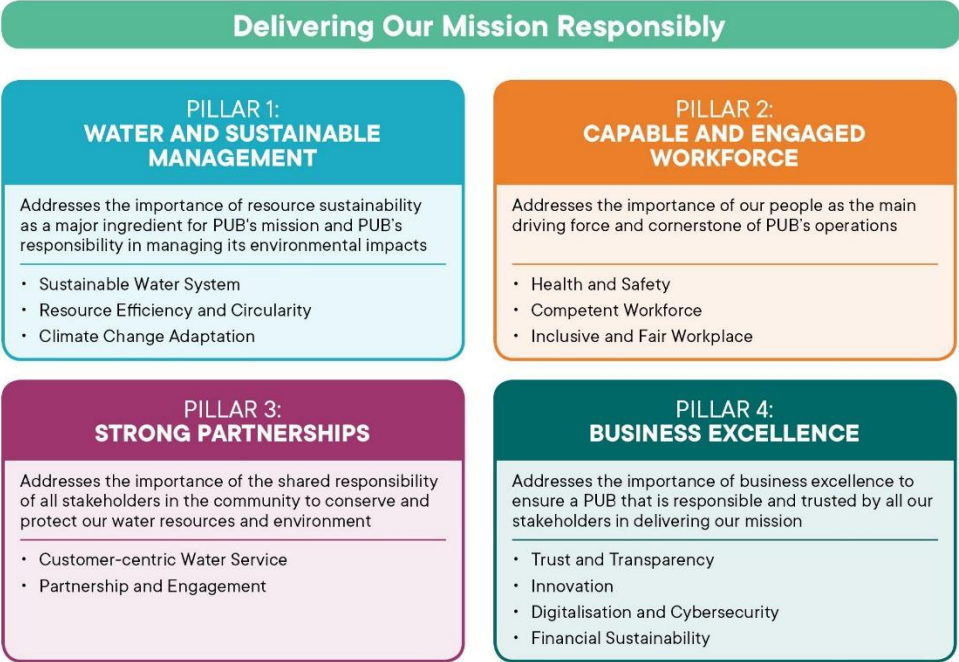 Delivering Our Mission Responsibly
PILLAR 1:
WATER AND SUSTAINABLE
MANAGEMENT
Addresses the importance of resource sustainability
as a major ingredient for PUB's mission and PUB’s
responsibility in managing its environmental impacts
• Sustainable Water System
• Resource Efficiency and Circularity
• Climate Change Adaptation
PILLAR 2:
CAPABLE AND ENGAGED
WORKFORCE
Addresses the importance of our people as the main
driving force and cornerstone of PUB’s operations
• Health and Safety
• Competent Workforce
• Inclusive and Fair Workplace
PILLAR 3:
STRONG PARTNERSHIPS
Addresses the importance of the shared responsibility
of all stakeholders in the community to conserve and
protect our water resources and environment
• Customer-centric Water Service
• Partnership and Engagement
PILLAR 4:
BUSINESS EXCELLENCE
Addresses the importance of business excellence to
ensure a PUB that is responsible and trusted by all our
stakeholders in delivering our mission
• Trust and Transparency
• Innovation
• Digitalisation and Cybersecurity
• Financial Sustainability